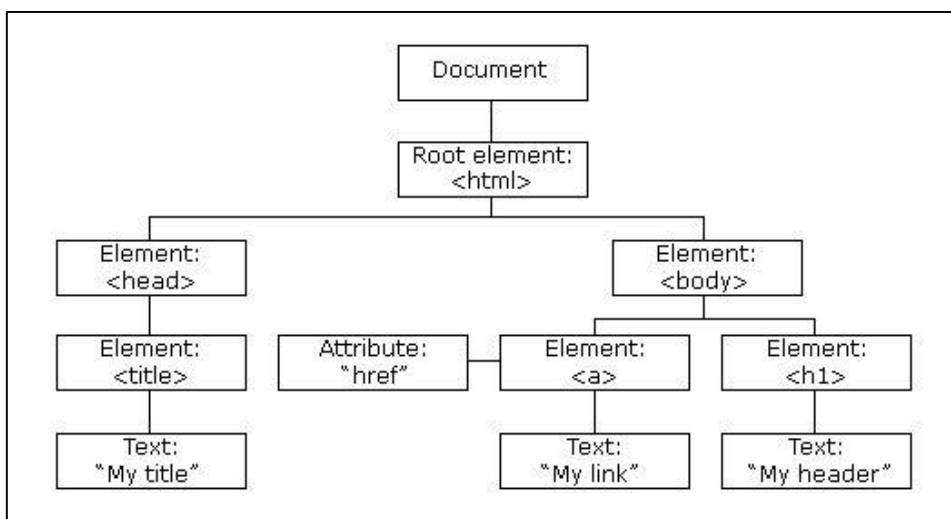 Document
Root element:
<html>
Element:
<head>
Element:
<body>
Element:
<title>
Attribute:
“href”
Element:
<a>
Element:
<h1>
Text:
“My title”
Text:
“My link”
Text:
“My header”